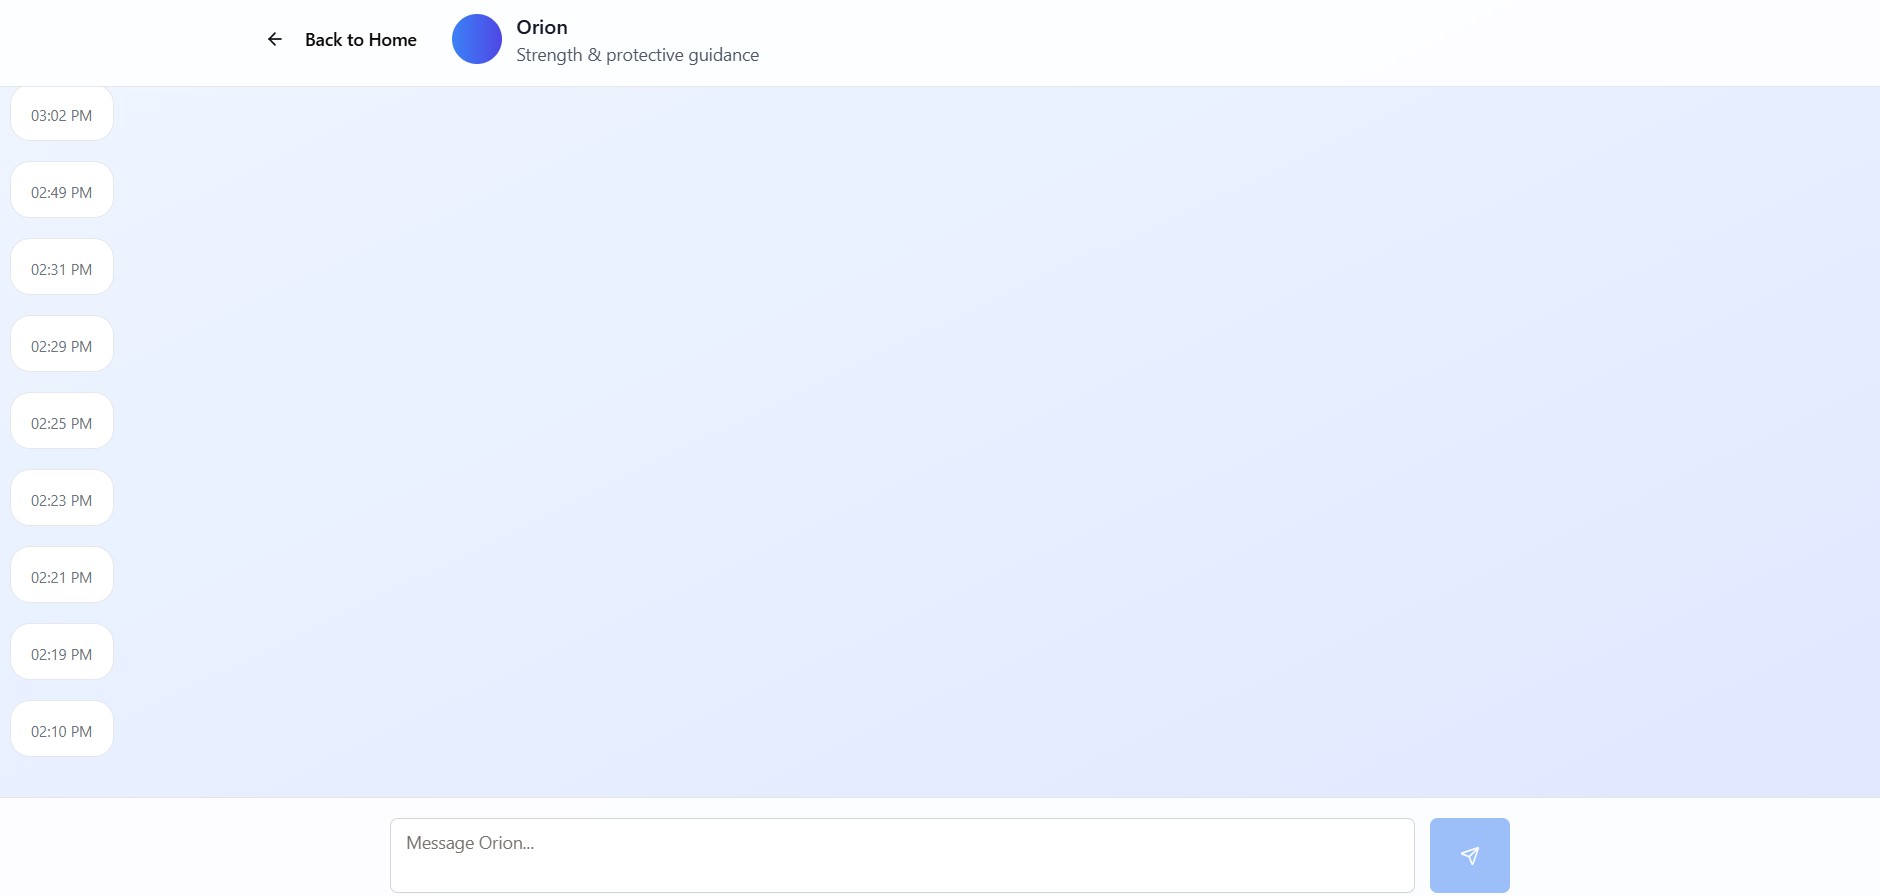 Back to Home
Orion
Strength & protective guidance
03:02 PM
02:49 PM
02:31 PM
02:29 PM
02:25 PM
02:23 PM
02:21 PM
02:19 PM
02:10 PM
Message Orion...